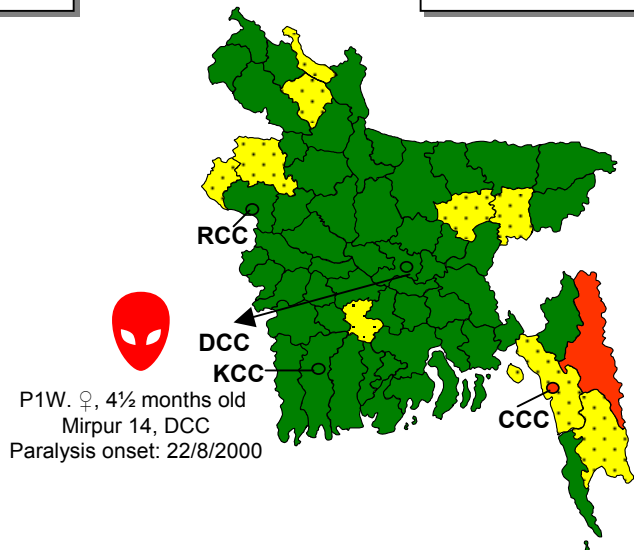 RCC
DCC
KCC
CCC
P1W. ♀, 4½ months old
Mirpur 14, DCC
Paralysis onset: 22/8/2000